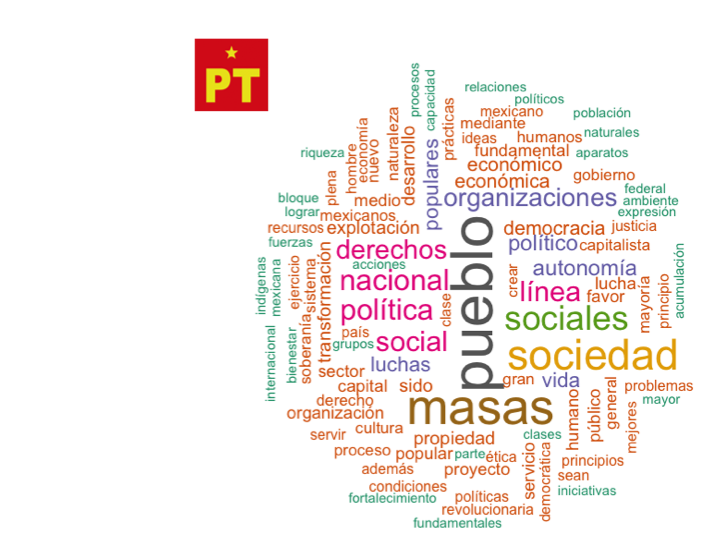 PT
procesos
capacidad
relaciones
políticos
mexicano
población
mediante
prácticas
ideas
humanos
naturales
fundamental
aparatos
naturaleza
economía
nuevo
hombre
desarrollo
populares
riqueza
económico
económica
gobierno
plena
bloque
medio
organizaciones
federal
ambiente
lograr
mexicanos
expresión
recursos
explotación
democracia
justicia
fuerzas
derechos
pueblo
político
capitalista
acciones
autonomía
indígenas
mexicana
ejercicio
sistema
transformación
nacional
crear
línea
lucha
favor
mayoría
principio
acumulación
política
clase
sociales
internacional
bienestar
soberanía
país
grupos
social
sociedad
luchas
sector
capital
sido
gran
vida
problemas
derecho
masas
humano
público
general
mayor
organización
mejores
servir
cultura
propiedad
clases
proceso
popular
parte
ética
servicio
democrática
principios
además
proyecto
sean
condiciones
iniciativas
fortalecimiento
políticas
revolucionaria
fundamentales